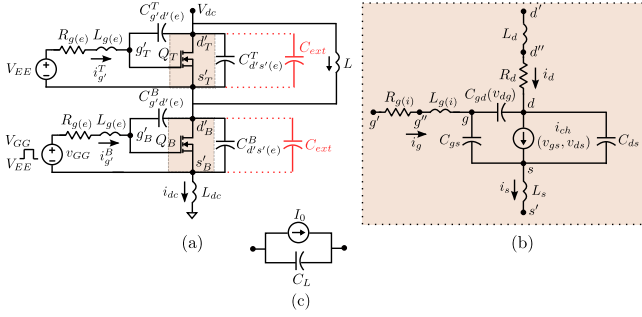 C^T_{g'd'(e)} V_{dc}
R_{g(e)} L_{g(e)} g'_T Q_T d'_T C^T_{d's'(e)} C_{ext}
V_{EE} i^T_{g'} s'_T L
C^B_{g'd'(e)}
V_{GG} R_{g(e)} L_{g(e)} g'_B Q_B d'_B C^B_{d's'(e)} C_{ext}
V_{EE} v_{GG} i^B_{g'} s'_B
i_{dc} L_{dc}
(a)
I_0
C_L
(c)
d'
L_d
d''
R_d i_d
R_{g(i)} L_{g(i)} C_{gd}(v_{dg}) d
g' g'' g
i_g C_{gs} i_{ch} C_{ds}
(v_{gs}, v_{ds})
s
i_s L_s
s'
(b)